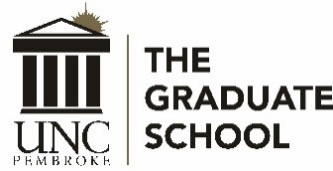 UNC
PEMBROKE
THE
GRADUATE
SCHOOL